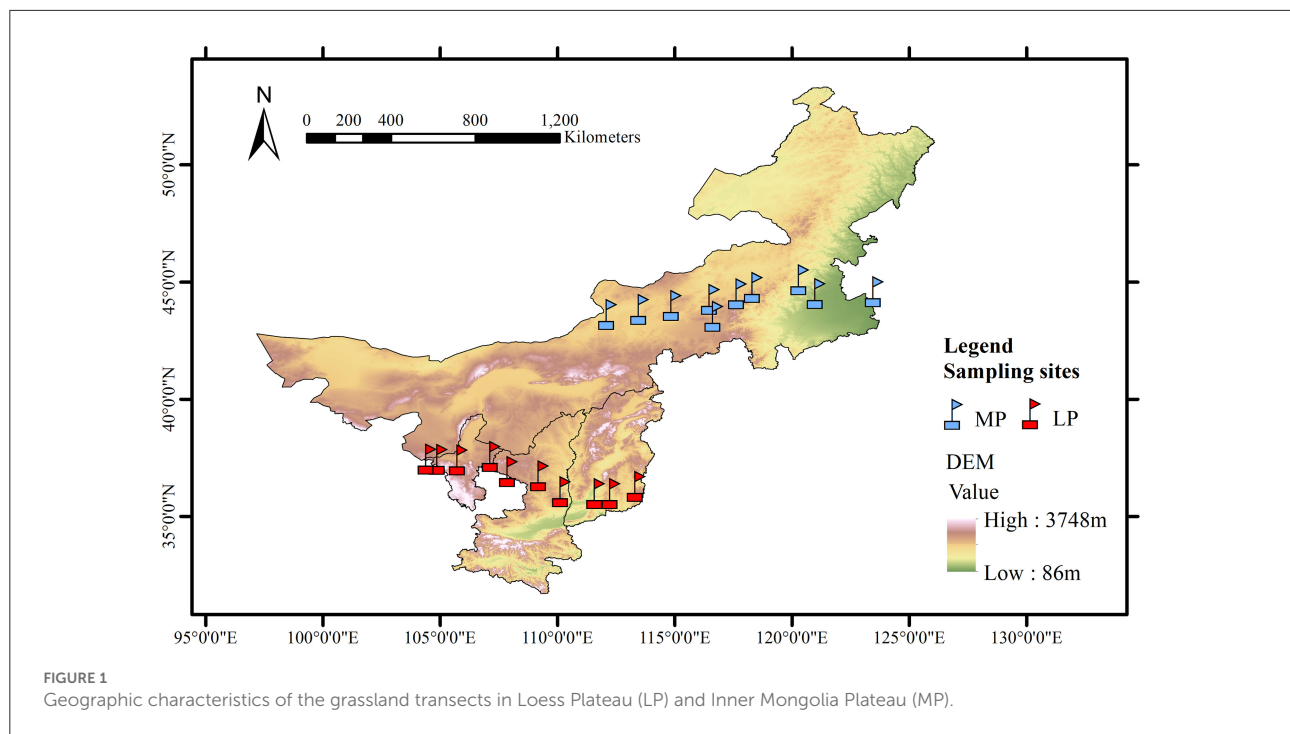 N
0 200 400 800 1,200
Kilometers
50°0'0"N
45°0'0"N
40°0'0"N
35°0'0"N
Legend
Sampling sites
MP LP
DEM
Value
High : 3748m
Low : 86m
95°0'0"E 100°0'0"E 105°0'0"E 110°0'0"E 115°0'0"E 120°0'0"E 125°0'0"E 130°0'0"E
FIGURE 1
Geographic characteristics of the grassland transects in Loess Plateau (LP) and Inner Mongolia Plateau (MP).